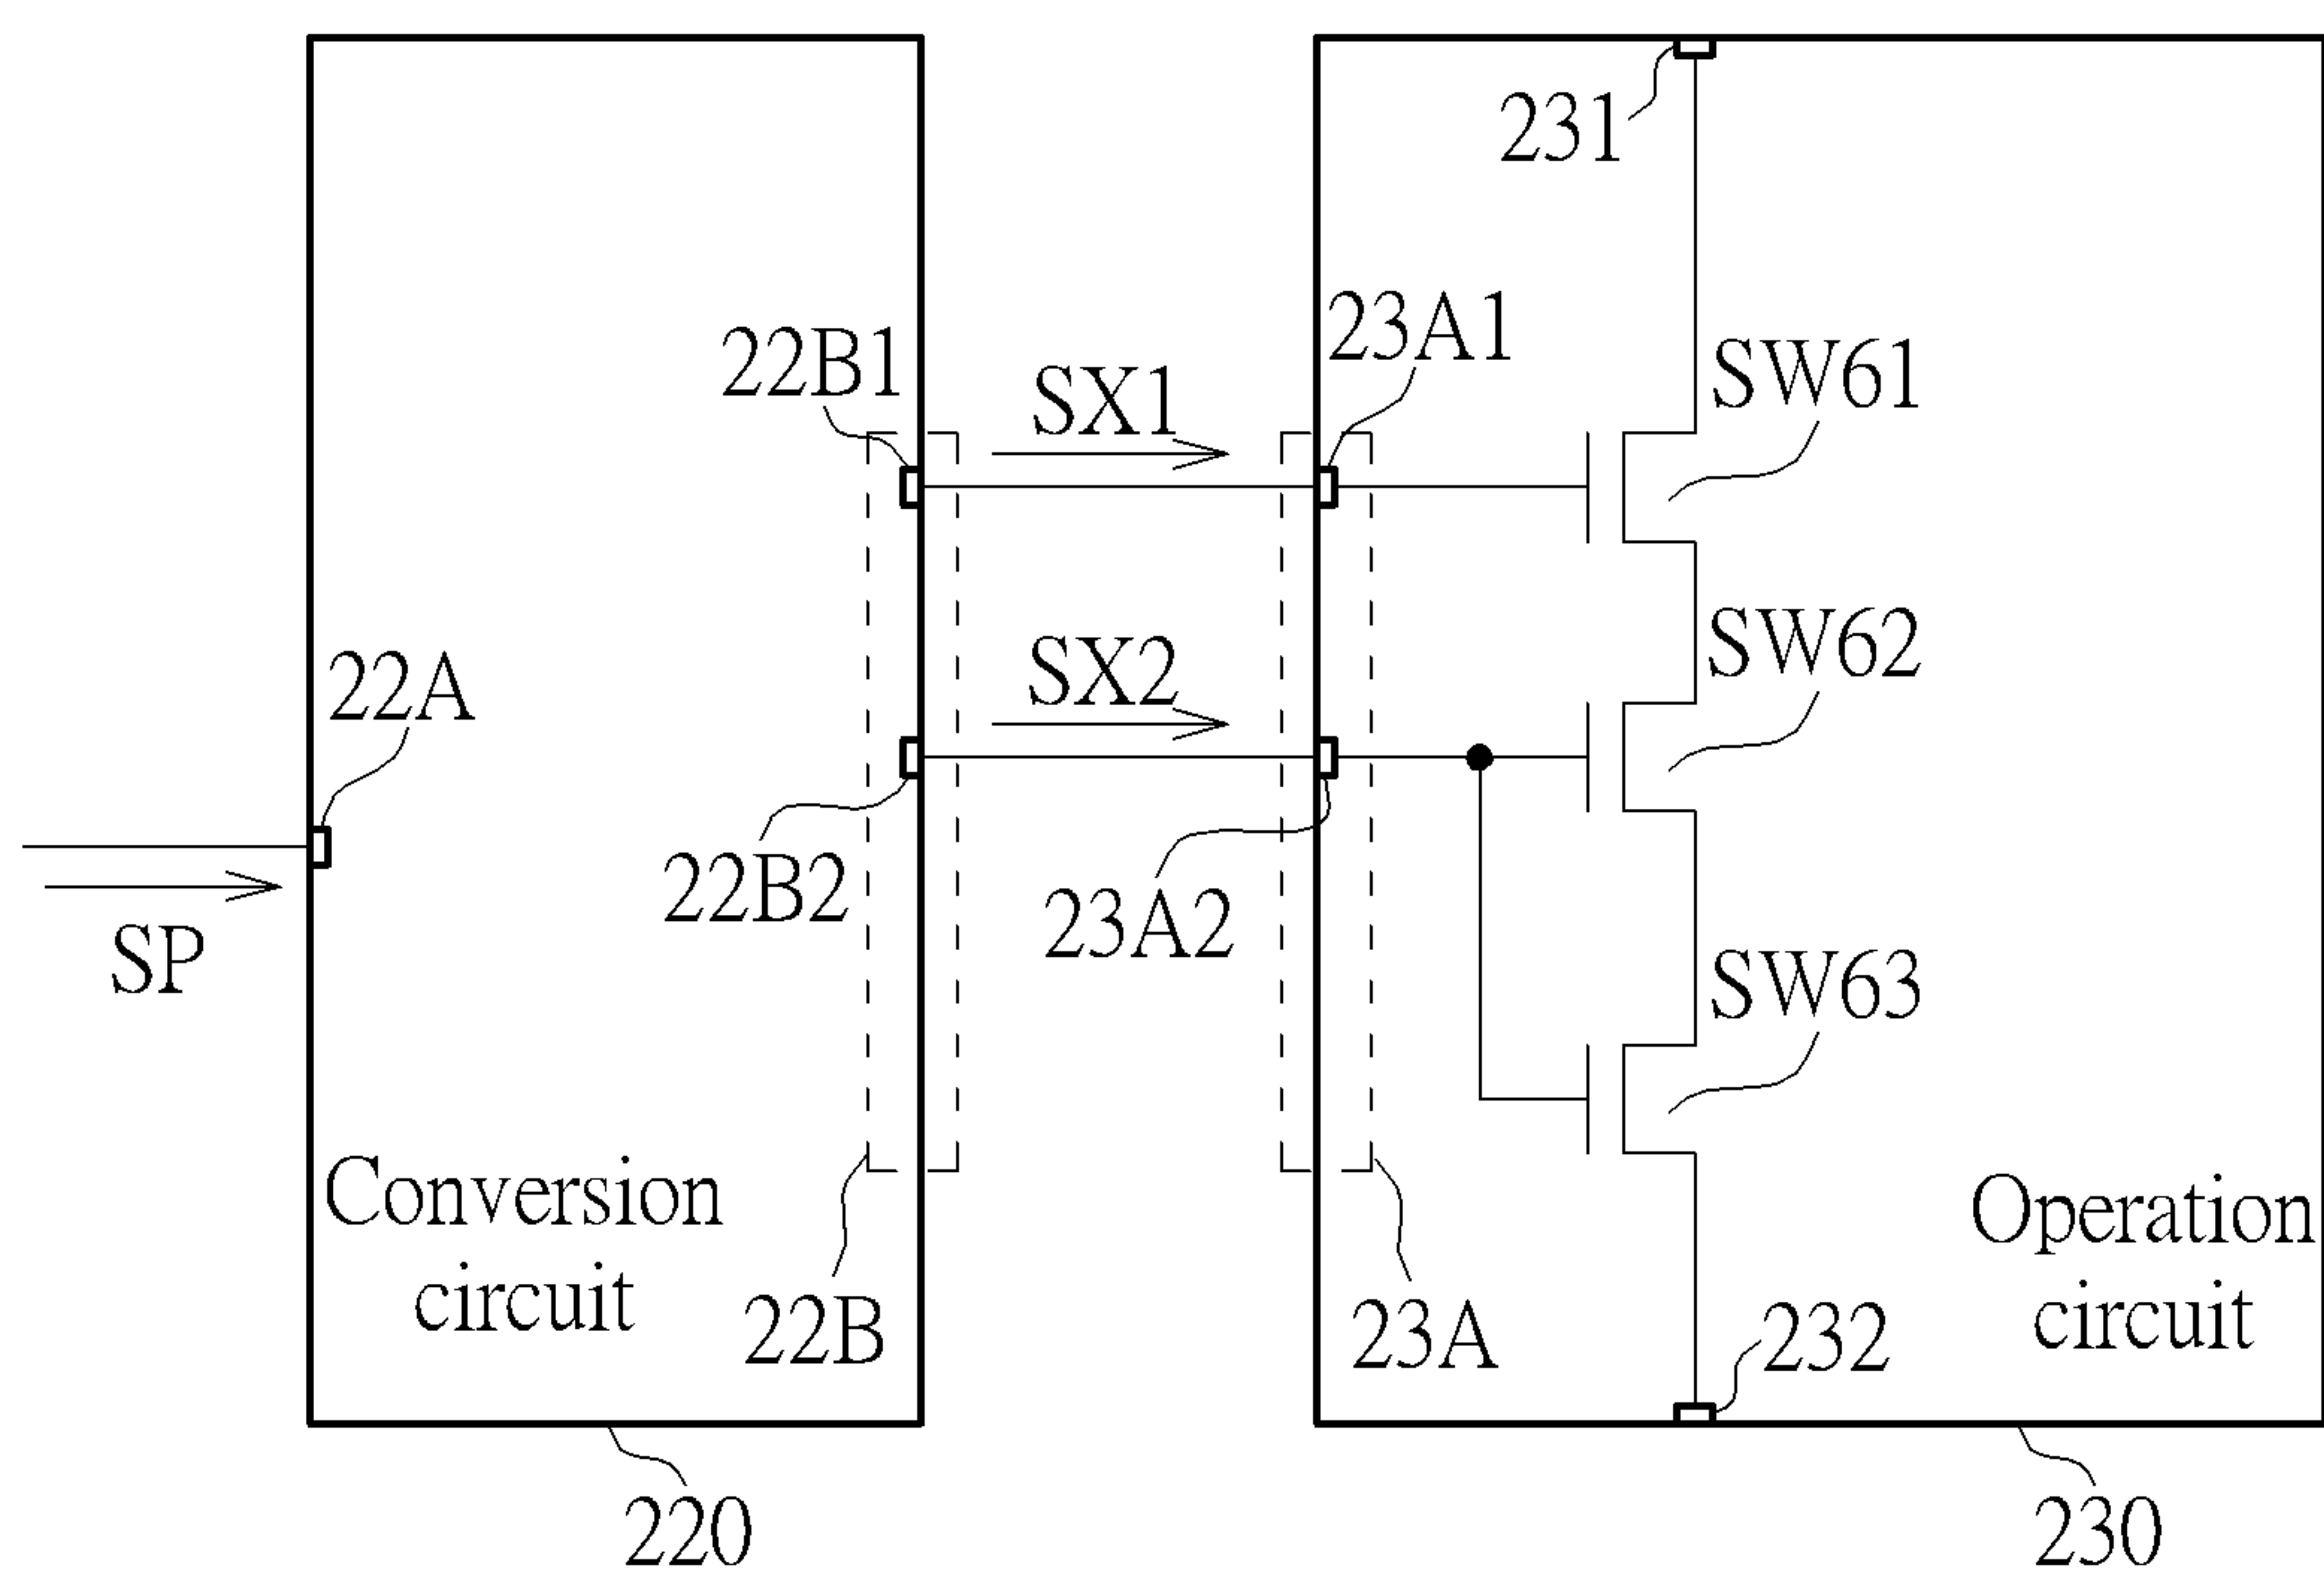 231
23A1
22B1
SX1
SW61
SW62
SX2
22A
22B2
23A2
SP
SW63
Conversion
circuit
Operation
circuit
22B
23A
232
220
230